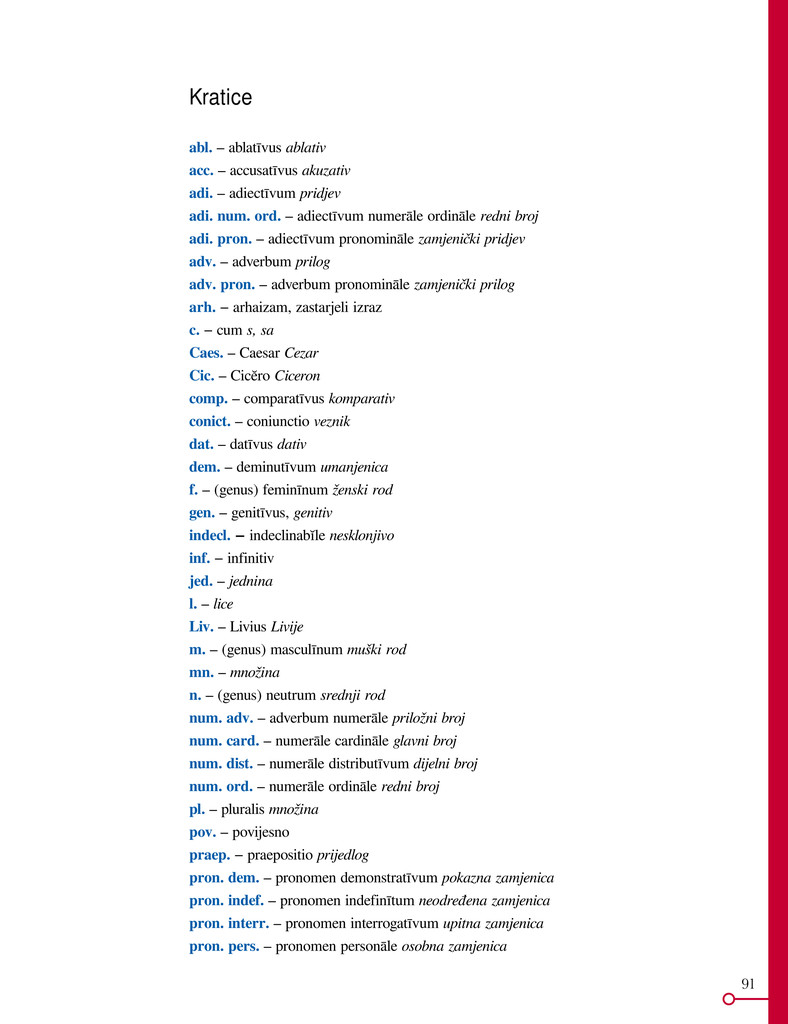 Kratice
abl. – ablatīvus ablativ
acc. – accusatīvus akuzativ
adi. – adiectīvum pridjev
adi. num. ord. – adiectīvum numerāle ordināle redni broj
adi. pron. – adiectīvum pronomināle zamjenički pridjev
adv. – adverbum prilog
adv. pron. – adverbum pronomināle zamjenički prilog
arh. – arhaizam, zastarjeli izraz
c. – cum s, sa
Caes. – Caesar Cezar
Cic. – Cicĕro Ciceron
comp. – comparatīvus komparativ
conict. – coniunctio veznik
dat. – datīvus dativ
dem. – deminutīvum umanjenica
f. – (genus) feminīnum ženski rod
gen. – genitīvus, genitiv
indecl. – indeclinabĭle nesklonjivo
inf. – infinitiv
jed. – jednina
l. – lice
Liv. – Livius Livije
m. – (genus) masculīnum muški rod
mn. – množina
n. – (genus) neutrum srednji rod
num. adv. – adverbum numerāle priložni broj
num. card. – numerāle cardināle glavni broj
num. dist. – numerāle distributīvum dijelni broj
num. ord. – numerāle ordināle redni broj
pl. – pluralis množina
pov. – povijesno
praep. – praepositio prijedlog
pron. dem. – pronomen demonstratīvum pokazna zamjenica
pron. indef. – pronomen indefinītum neodređena zamjenica
pron. interr. – pronomen interrogatīvum upitna zamjenica
pron. pers. – pronomen personāle osobna zamjenica
91